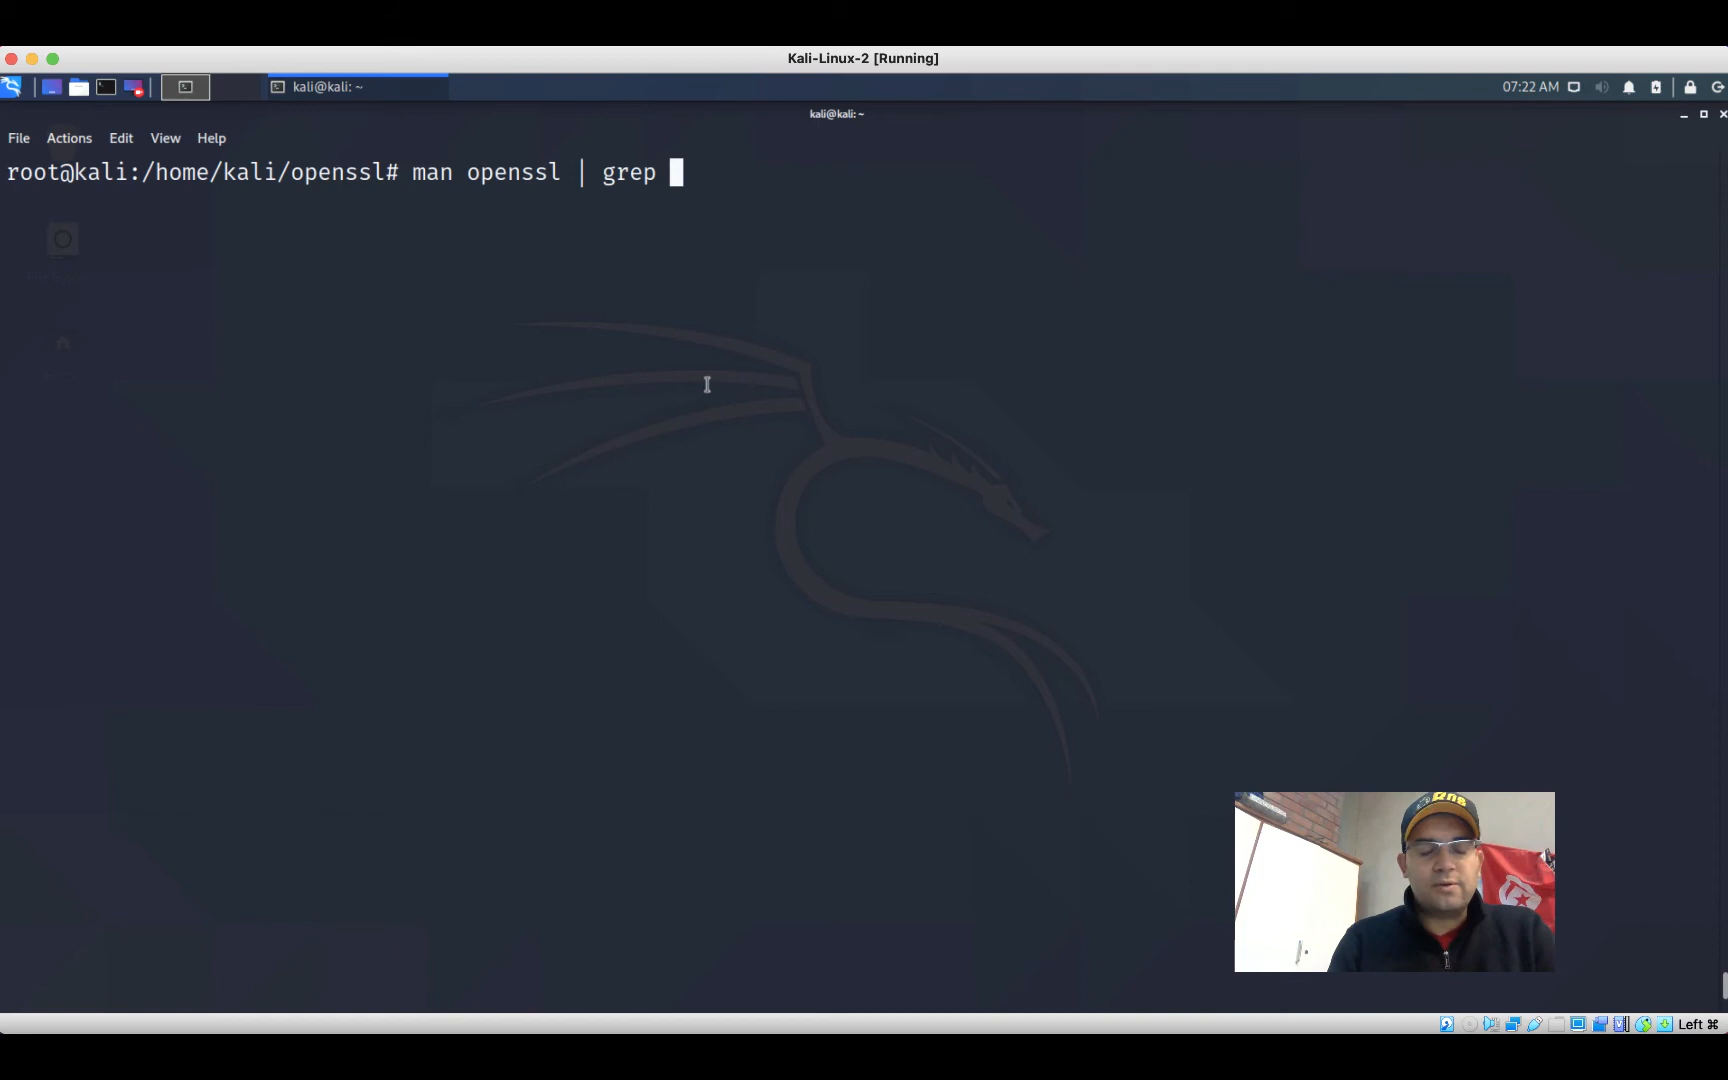 Kali-Linux-2 [Running]
kali@kali: ~
07:22 AM
kali@kali: ~
File Actions Edit View Help
root@kali:/home/kali/openssl# man openssl | grep
Left ⌘